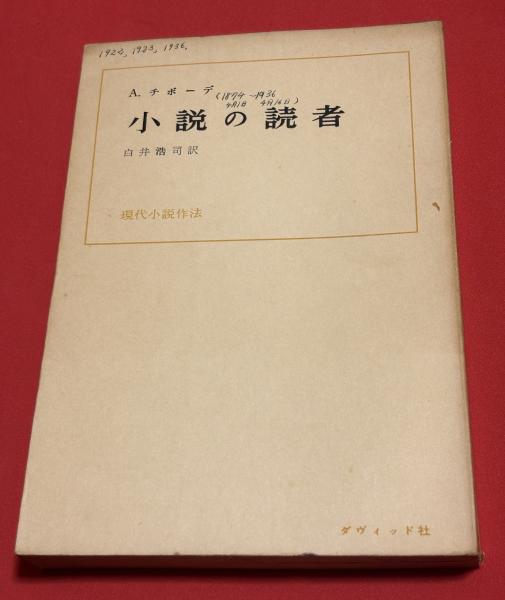 1924, 1923, 1936.
A. チボーデ (1874~1936
4月1日 4月16日)
小説の読者
白井浩司訳
現代小説作法
ダヴィッド社